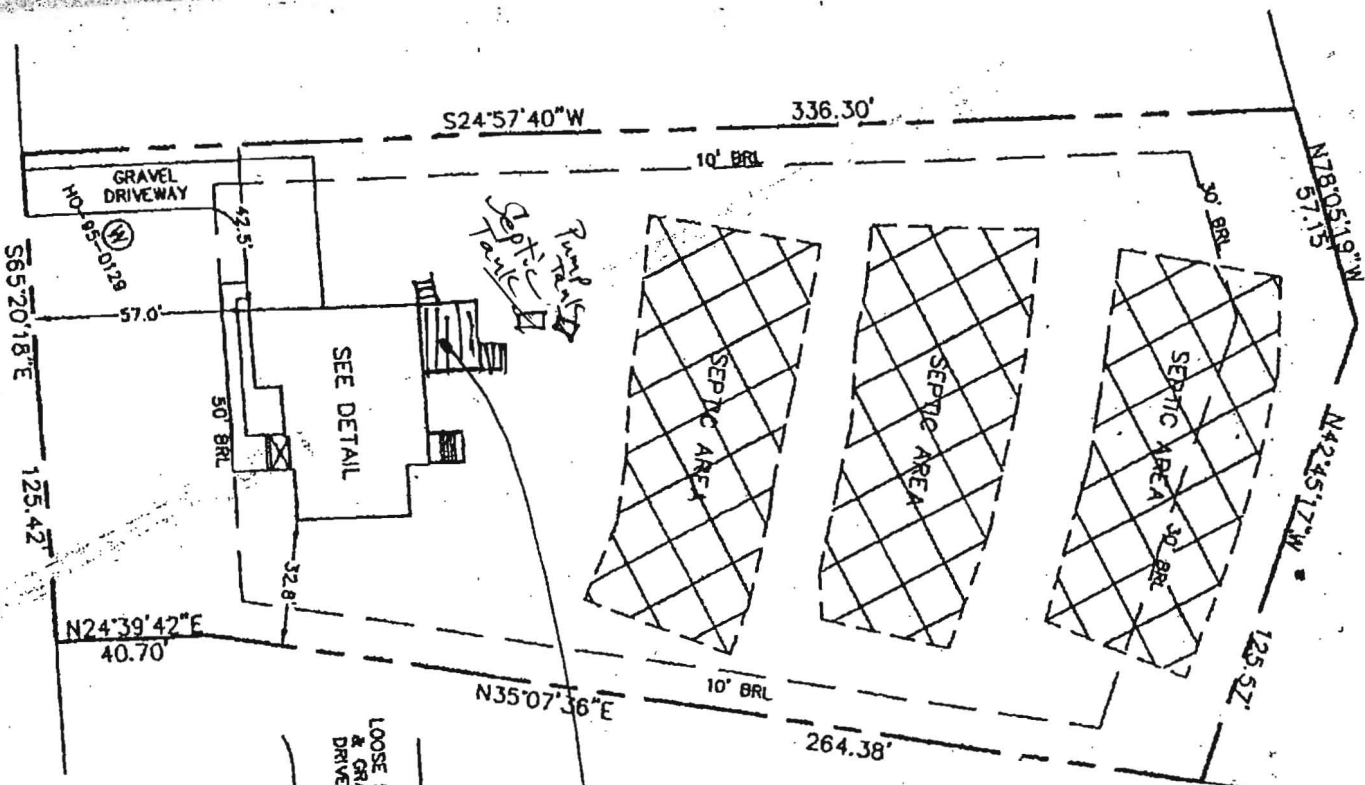 S24°57'40"W
336.30'
10' BRL
N78°05'19"W
57.15
30' BRL
GRAVEL
DRIVEWAY
W
HO-95-0129
42.5'
Septic
Tank
Pump
Tank
57.0'
S65°20'18"E
125.42'
50' BRL
SEE DETAIL
SEPTIC AREA
SEPTIC AREA
SEPTIC AREA
30' BRL
N42°45'17"W
125.57'
32.8'
N24°39'42"E
40.70'
10' BRL
N35°07'36"E
264.38'
LOOSE
&